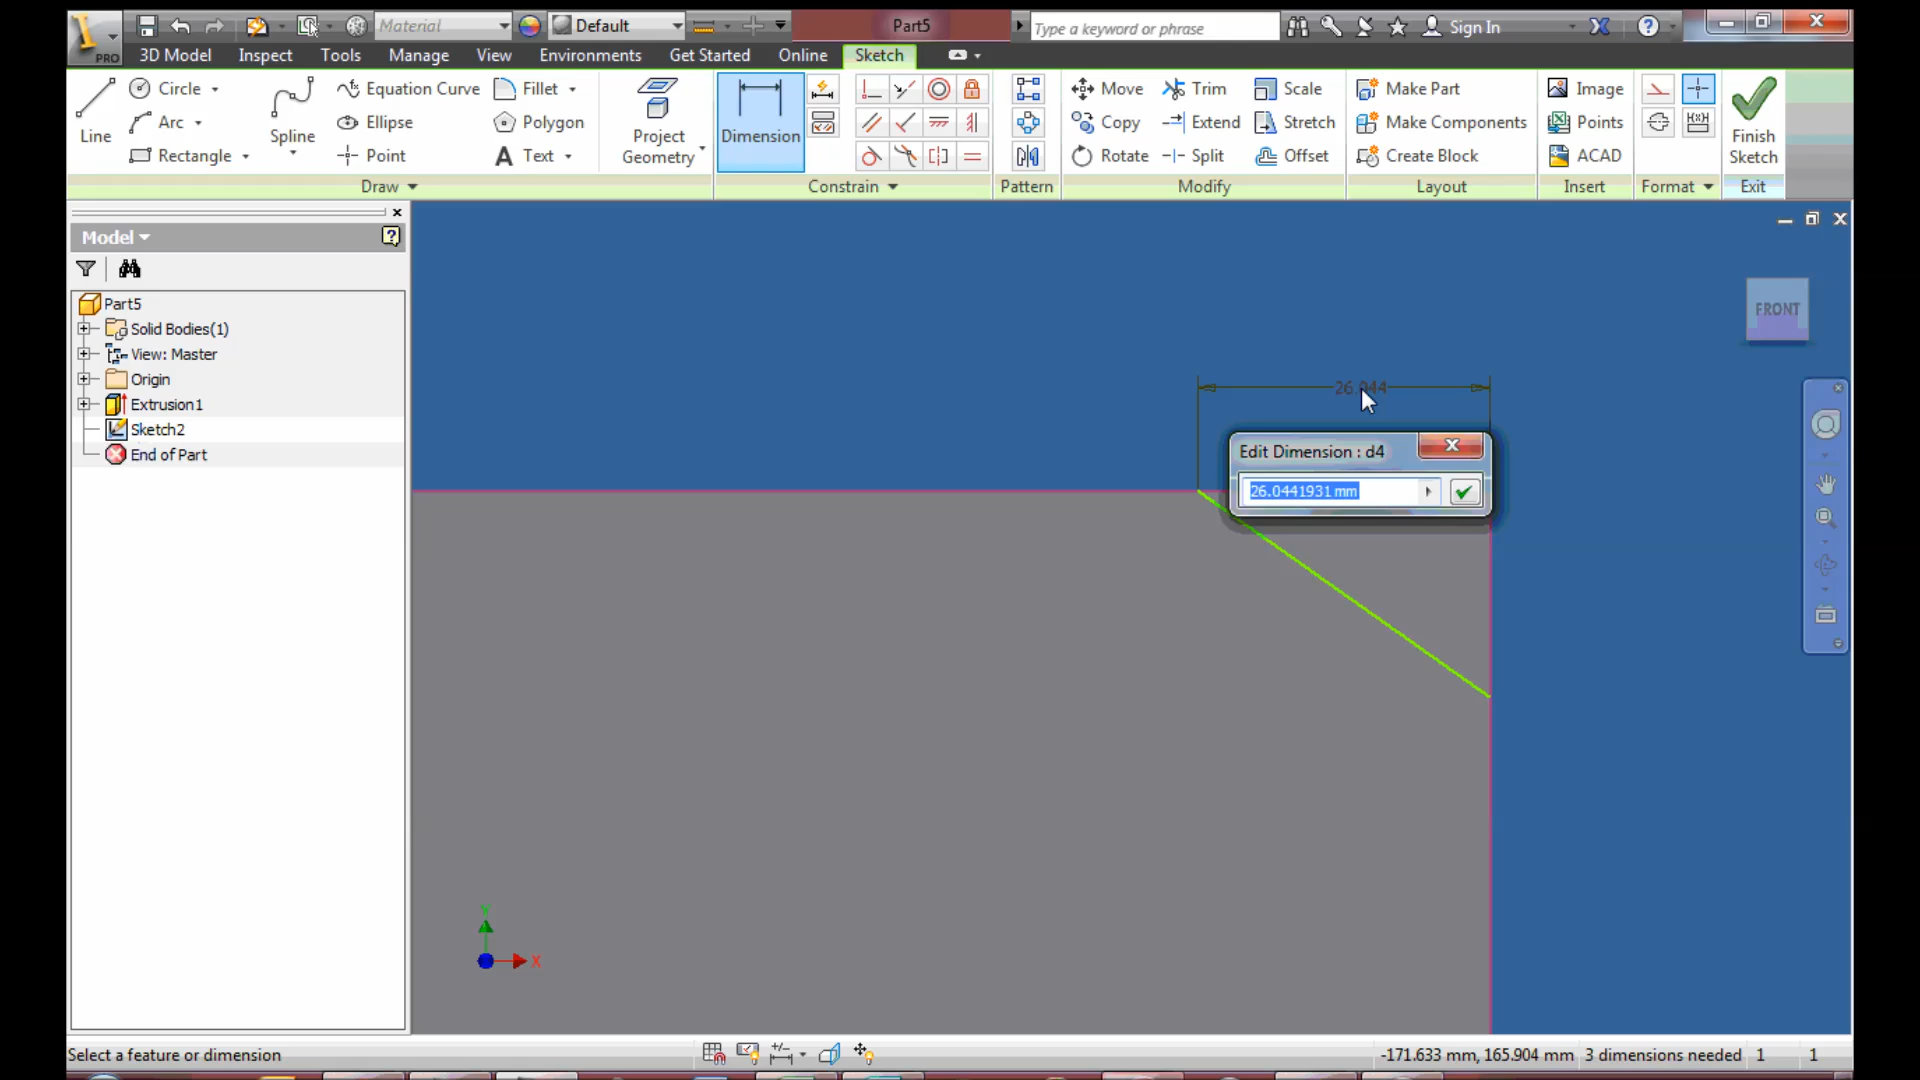 PRO
Material
Default
Part5
Type a keyword or phrase
Sign In
3D Model Inspect Tools Manage View Environments Get Started Online Sketch
Line
Circle
Arc
Rectangle
Spline
Equation Curve
Ellipse
Point
Fillet
Polygon
A Text
Project Geometry
Dimension
Move
Copy
Rotate
Trim
Extend
Split
Scale
Stretch
Offset
Make Part
Make Components
Create Block
Image
Points
ACAD
Finish Sketch
Draw Constrain Pattern Modify Layout Insert Format Exit
Model
Part5
Solid Bodies(1)
View: Master
Origin
Extrusion1
Sketch2
End of Part
FRONT
26.044
Edit Dimension : d4
26.0441931 mm
Y
X
Select a feature or dimension
-171.633 mm, 165.904 mm 3 dimensions needed 1 1